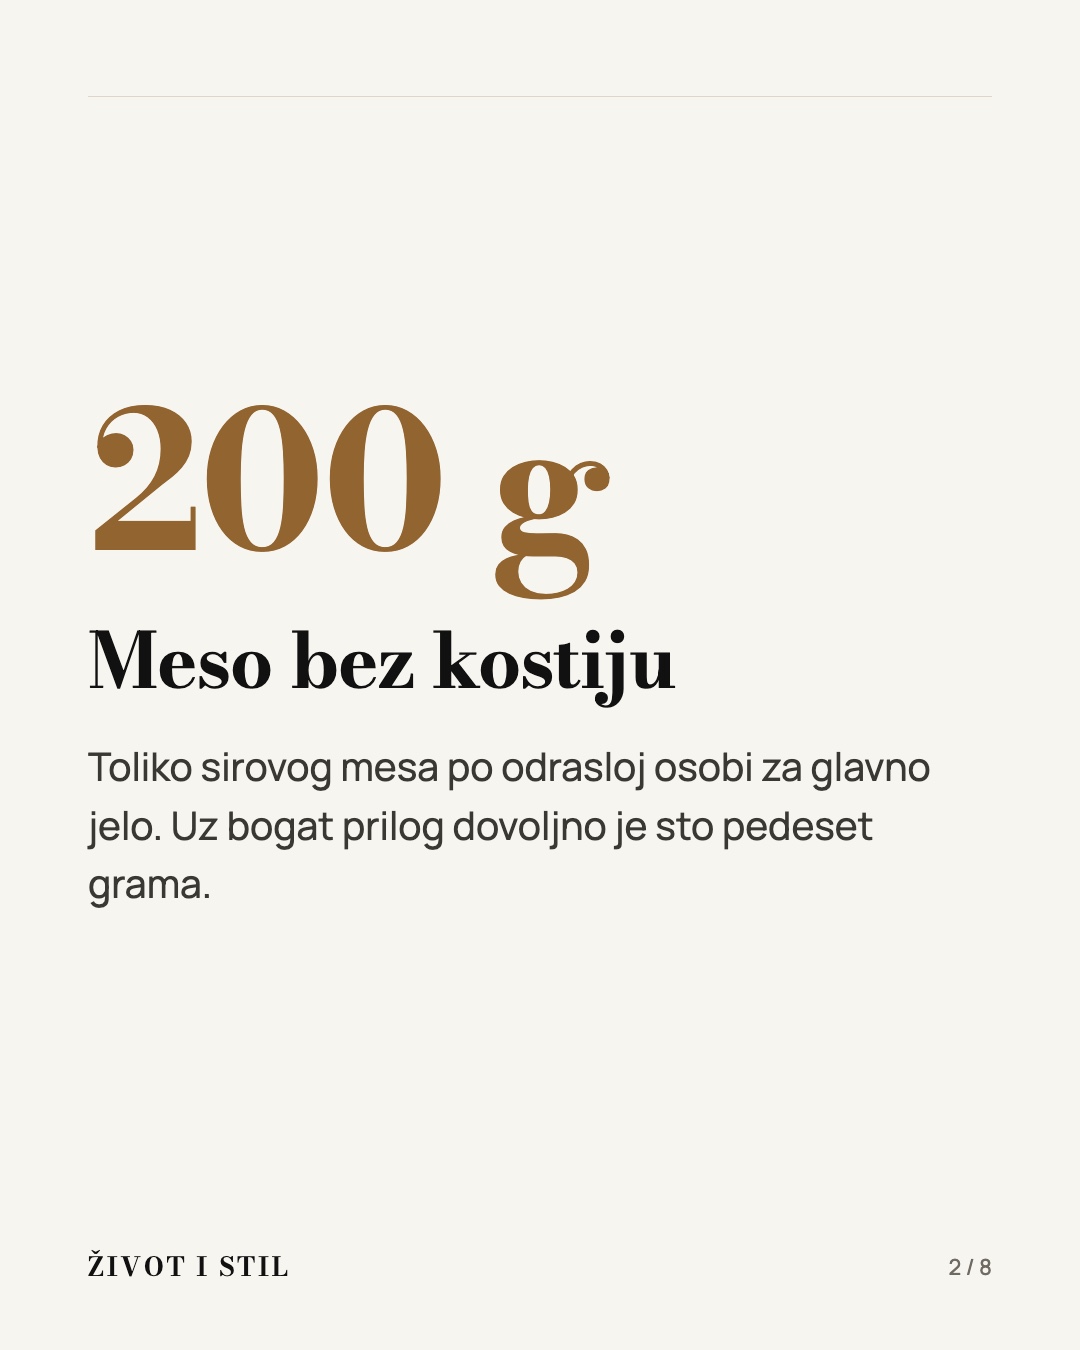 200 g
Meso bez kostiju
Toliko sirovog mesa po odrasloj osobi za glavno
jelo. Uz bogat prilog dovoljno je sto pedeset
grama.
ŽIVOT I STIL
2 / 8